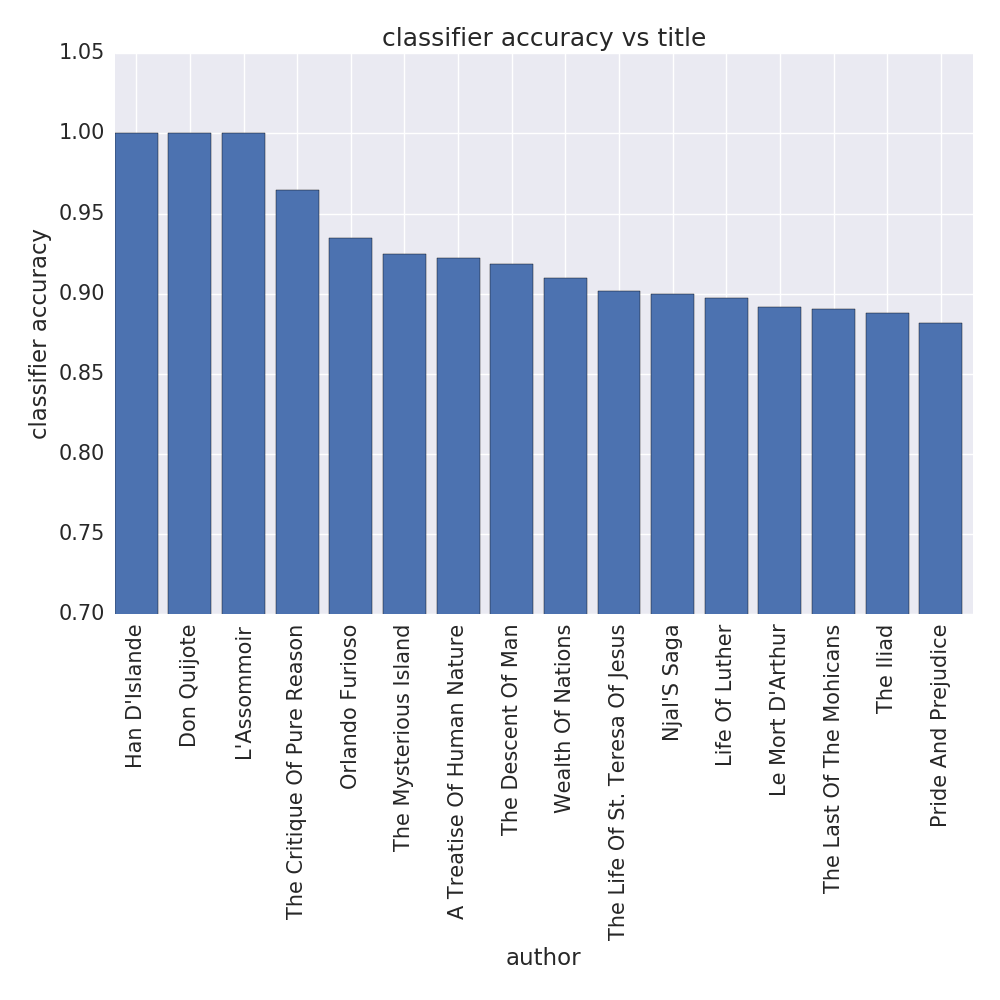 classifier accuracy vs title
classifier accuracy
1.05
1.00
0.95
0.90
0.85
0.80
0.75
0.70
Han D'Islande
Don Quijote
L'Assommoir
The Critique Of Pure Reason
Orlando Furioso
The Mysterious Island
A Treatise Of Human Nature
The Descent Of Man
Wealth Of Nations
The Life Of St. Teresa Of Jesus
Njal'S Saga
Life Of Luther
Le Mort D'Arthur
The Last Of The Mohicans
The Iliad
Pride And Prejudice
author